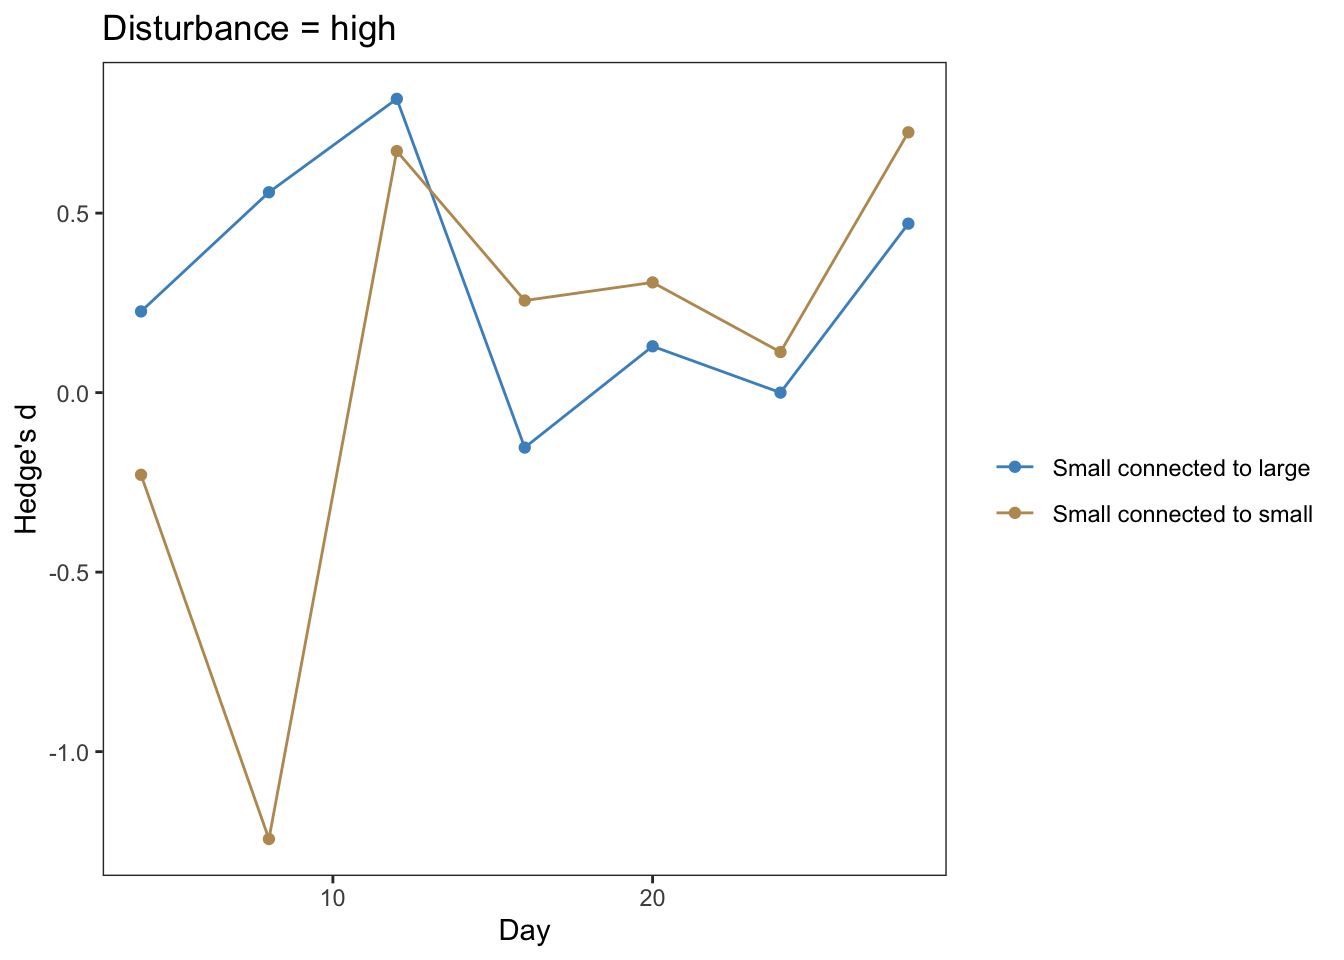 Disturbance = high
Hedge's d
0.5
0.0
-0.5
-1.0
10
20
Day
Small connected to large
Small connected to small